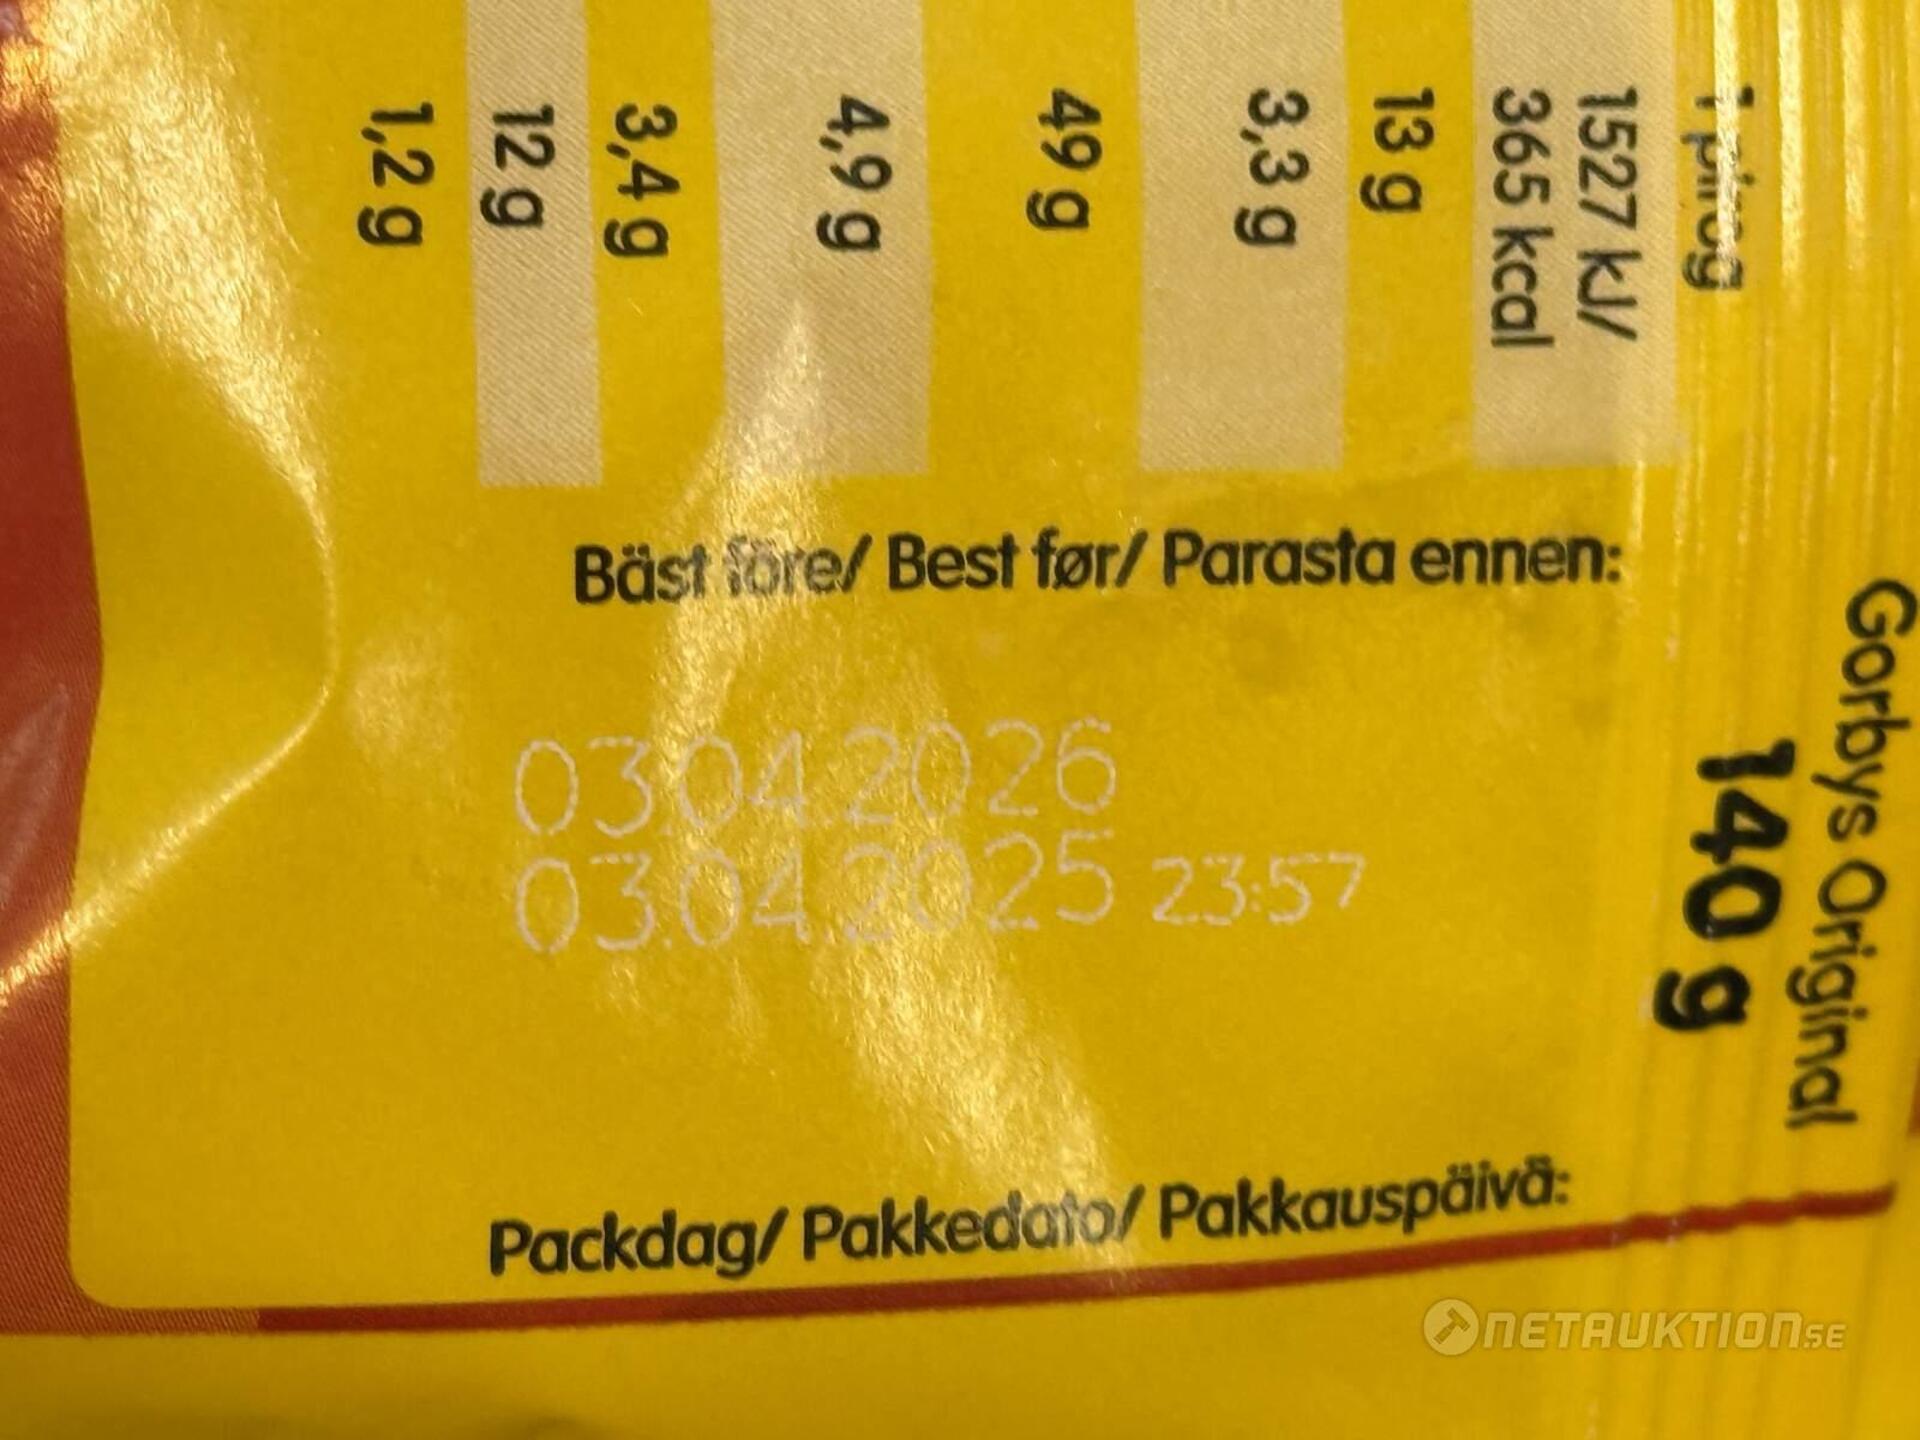 1 pirog
1527 kJ/
365 kcal
13 g
3,3 g
49 g
4,9 g
3,4 g
12 g
1,2 g
Bäst före/ Best før/ Parasta ennen:
03.04.2026
03.04.2025 23:57
Packdag/ Pakkedato/ Pakkauspäivä:
Gorbys Original
140 g
NETAUKTION.SE